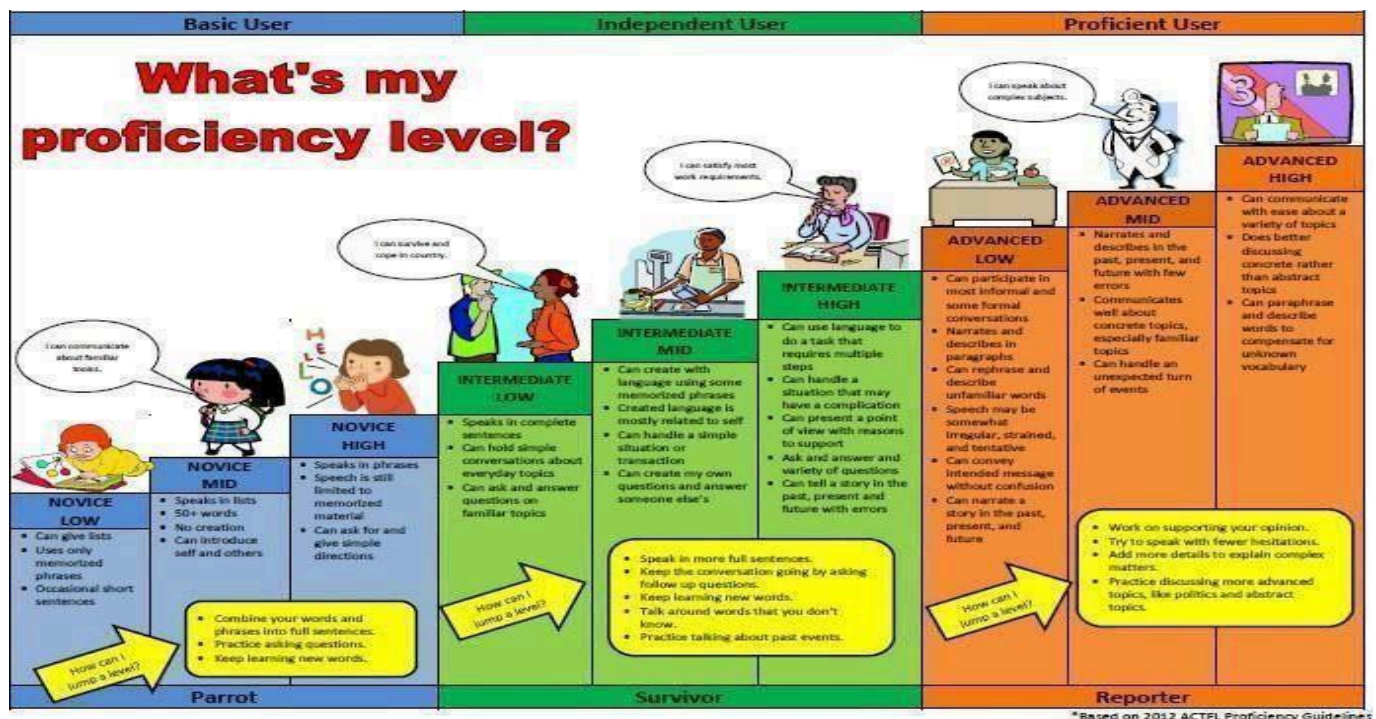 Basic User
Independent User
Proficient User
What's my
proficiency level?
I can communicate
about familiar
I can survive and
cope in country.
I can satisfy most
work requirements.
I can speak about
complex subjects.
HELLO
3
NOVICE
LOW
• Can give lists
• Uses only
memorized
phrases
• Occasional short
sentences
NOVICE
MID
• Speaks in lists
• 50+ words
• No creation
• Can introduce
self and others
NOVICE
HIGH
• Speaks in phrases
• Speech is still
limited to
memorized
material
• Can ask for and
give simple
directions
How can I
jump a level?
• Combine your words and
phrases into full sentences.
• Practice asking questions.
• Keep learning new words.
INTERMEDIATE
LOW
• Speaks in complete
sentences
• Can hold simple
conversations about
everyday topics
• Can ask and answer
questions on
familiar topics
INTERMEDIATE
MID
• Can create with
language using some
memorized phrases
• Created language is
mostly related to self
• Can handle a simple
situation or
transaction
• Can create my own
questions and answer
someone else's
INTERMEDIATE
HIGH
• Can use language to
do a task that
requires multiple
steps
• Can handle a
situation that may
have a complication
• Can present a point
of view with reasons
to support
• Ask and answer and
variety of questions
• Can tell a story in the
past, present and
future with errors
How can I
jump a level?
• Speak in more full sentences.
• Keep the conversation going by asking
follow up questions.
• Keep learning new words.
• Talk around words that you don't
know.
• Practice talking about past events.
ADVANCED
LOW
• Can participate in
most informal and
some formal
conversations
• Narrates and
describes in
paragraphs
• Can rephrase and
describe
unfamiliar words
• Speech may be
somewhat
irregular, strained,
and tentative
• Can convey
intended message
without confusion
• Can narrate a
story in the past,
present, and
future
ADVANCED
MID
• Narrates and
describes in the
past, present, and
future with few
errors
• Communicates
well about
concrete topics,
especially familiar
topics
• Can handle an
unexpected turn
of events
ADVANCED
HIGH
• Can communicate
with ease about a
variety of topics
• Does better
discussing
concrete rather
than abstract
topics
• Can paraphrase
and describe
words to
compensate for
unknown
vocabulary
How can I
jump a level?
• Work on supporting your opinion.
• Try to speak with fewer hesitations.
• Add more details to explain complex
matters.
• Practice discussing more advanced
topics, like politics and abstract
topics.
Parrot
Survivor
Reporter
*Based on 2012 ACTFL Proficiency Guidelines